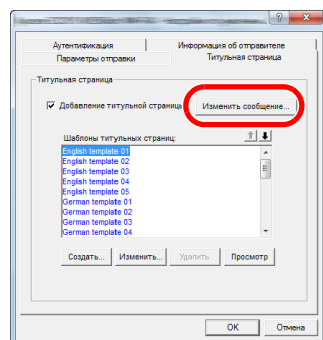 Аутентификация
Информация об отправителе
Параметры отправки
Титульная страница
Титульная страница
Добавление титульной страницы
Изменить сообщение...
Шаблоны титульных страниц:
English template 01
English template 02
English template 03
English template 04
English template 05
German template 01
German template 02
German template 03
German template 04
Создать...
Изменить...
Удалить
Просмотр
OK
Отмена